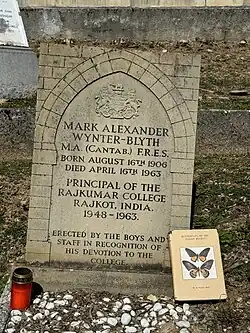 MARK ALEXANDER
WYNTER-BLYTH
M.A. (CANTAB.) F.R.E.S.
BORN AUGUST 16TH 1906
DIED APRIL 16TH 1963
PRINCIPAL OF THE
RAJKUMAR COLLEGE
RAJKOT, INDIA.
1948-1963.
ERECTED BY THE BOYS AND
STAFF IN RECOGNITION OF
HIS DEVOTION TO THE
COLLEGE